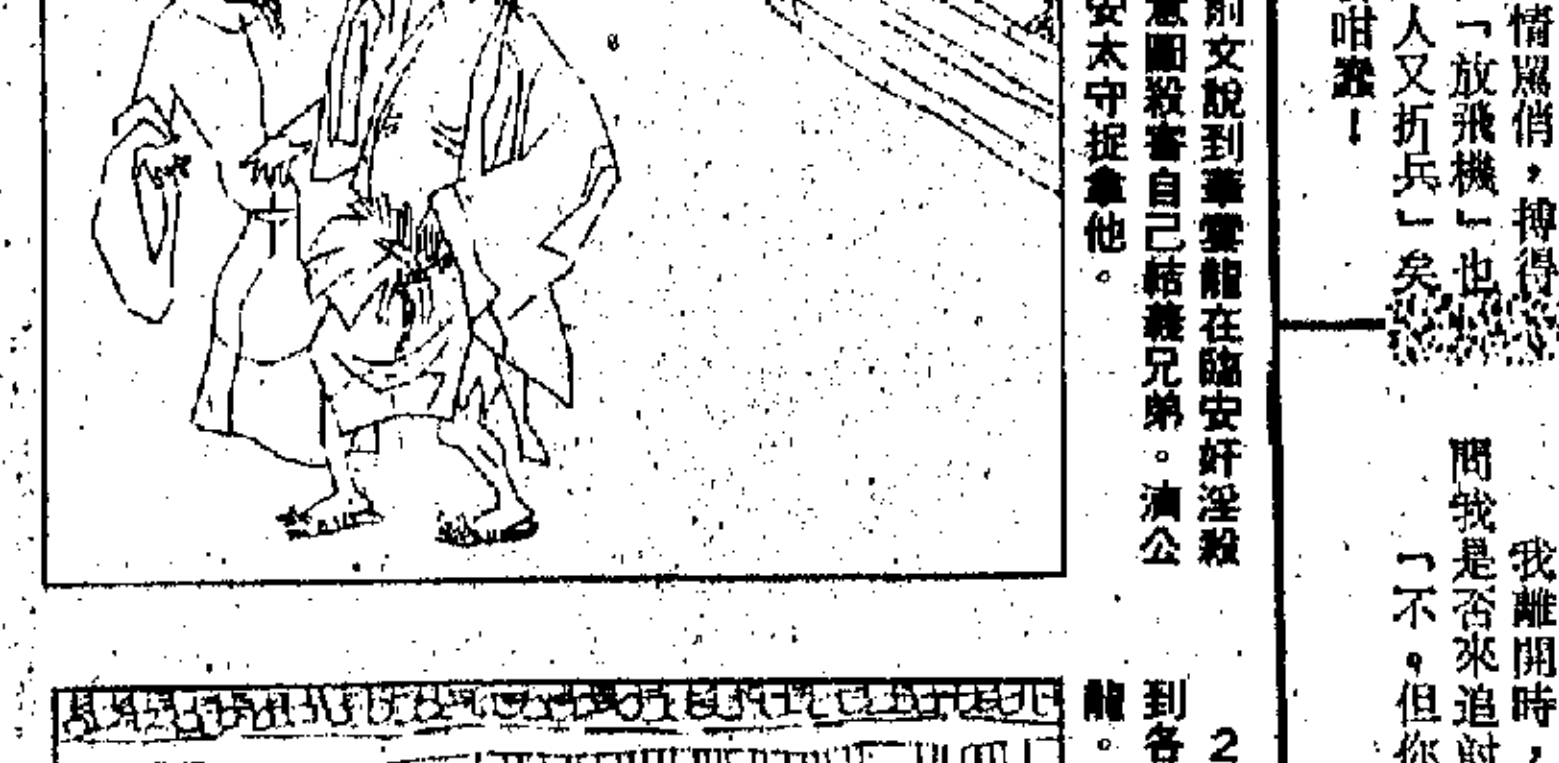 情罵俏，搏得
「放飛機」也
人又折兵」矣
咁蠢！
我離開時，
問我是否來追
「不，但你
前文說到華雲龍在臨安奸淫殺
意圖殺害自己結義兄弟。濟公
安太守捉拿他。
2
到各
龍。